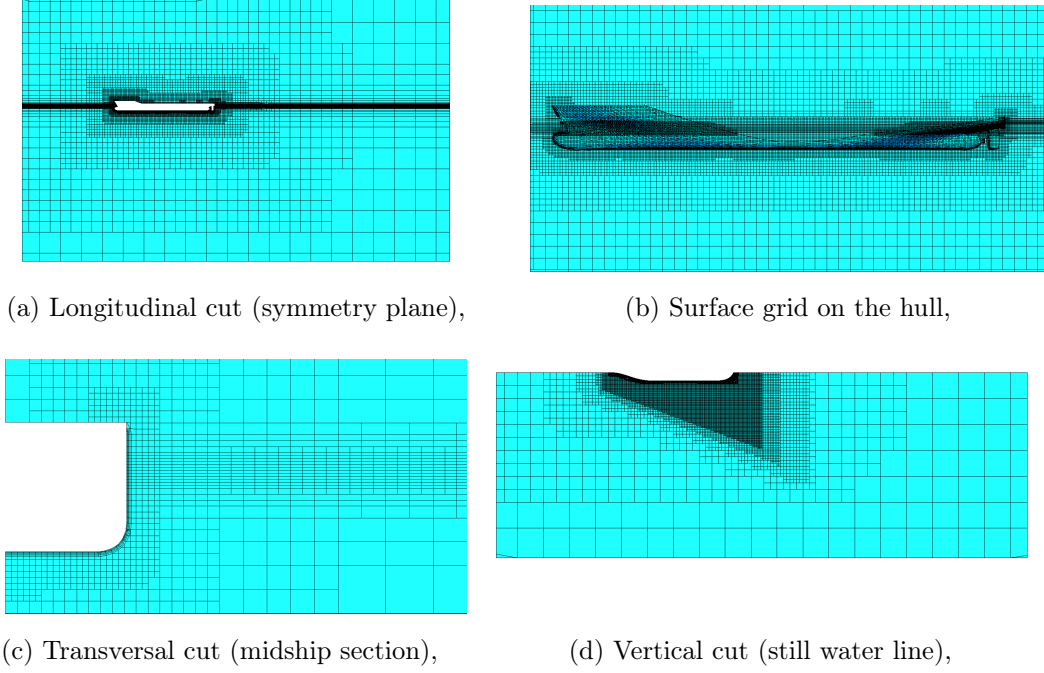 (a) Longitudinal cut (symmetry plane),
(b) Surface grid on the hull,
(c) Transversal cut (midship section),
(d) Vertical cut (still water line),